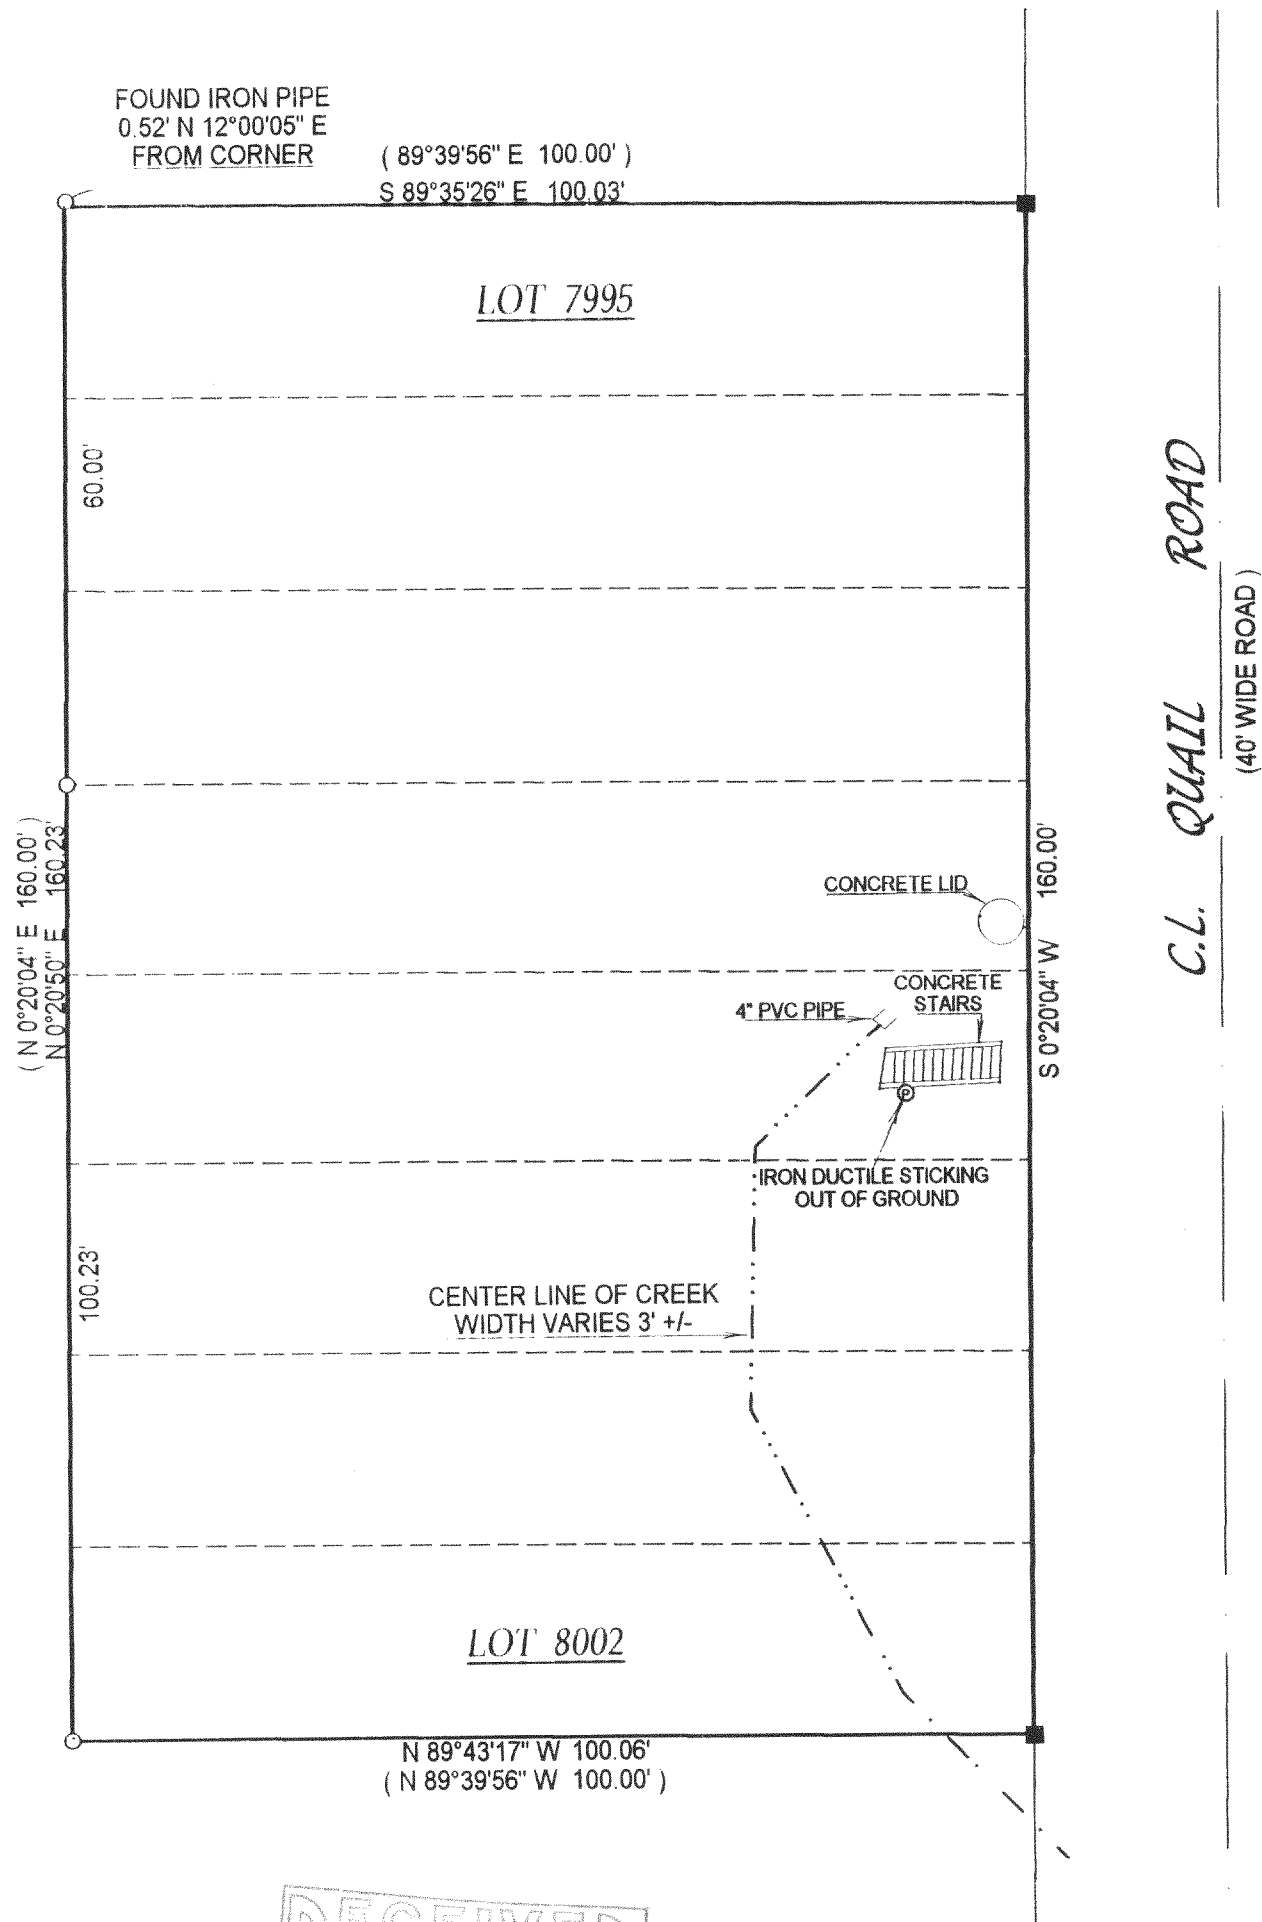 FOUND IRON PIPE
0.52' N 12°00'05" E
FROM CORNER
( 89°39'56" E 100.00' )
S 89°35'26" E 100.03'
LOT 7995
60.00'
C.L. QUAIL ROAD
(40' WIDE ROAD )
( N 0°20'04" E 160.00' )
N 0°20'50" E 160.23'
S 0°20'04" W 160.00'
CONCRETE LID
CONCRETE
STAIRS
4" PVC PIPE
P
IRON DUCTILE STICKING
OUT OF GROUND
100.23'
CENTER LINE OF CREEK
WIDTH VARIES 3' +/-
LOT 8002
N 89°43'17" W 100.06'
( N 89°39'56" W 100.00' )